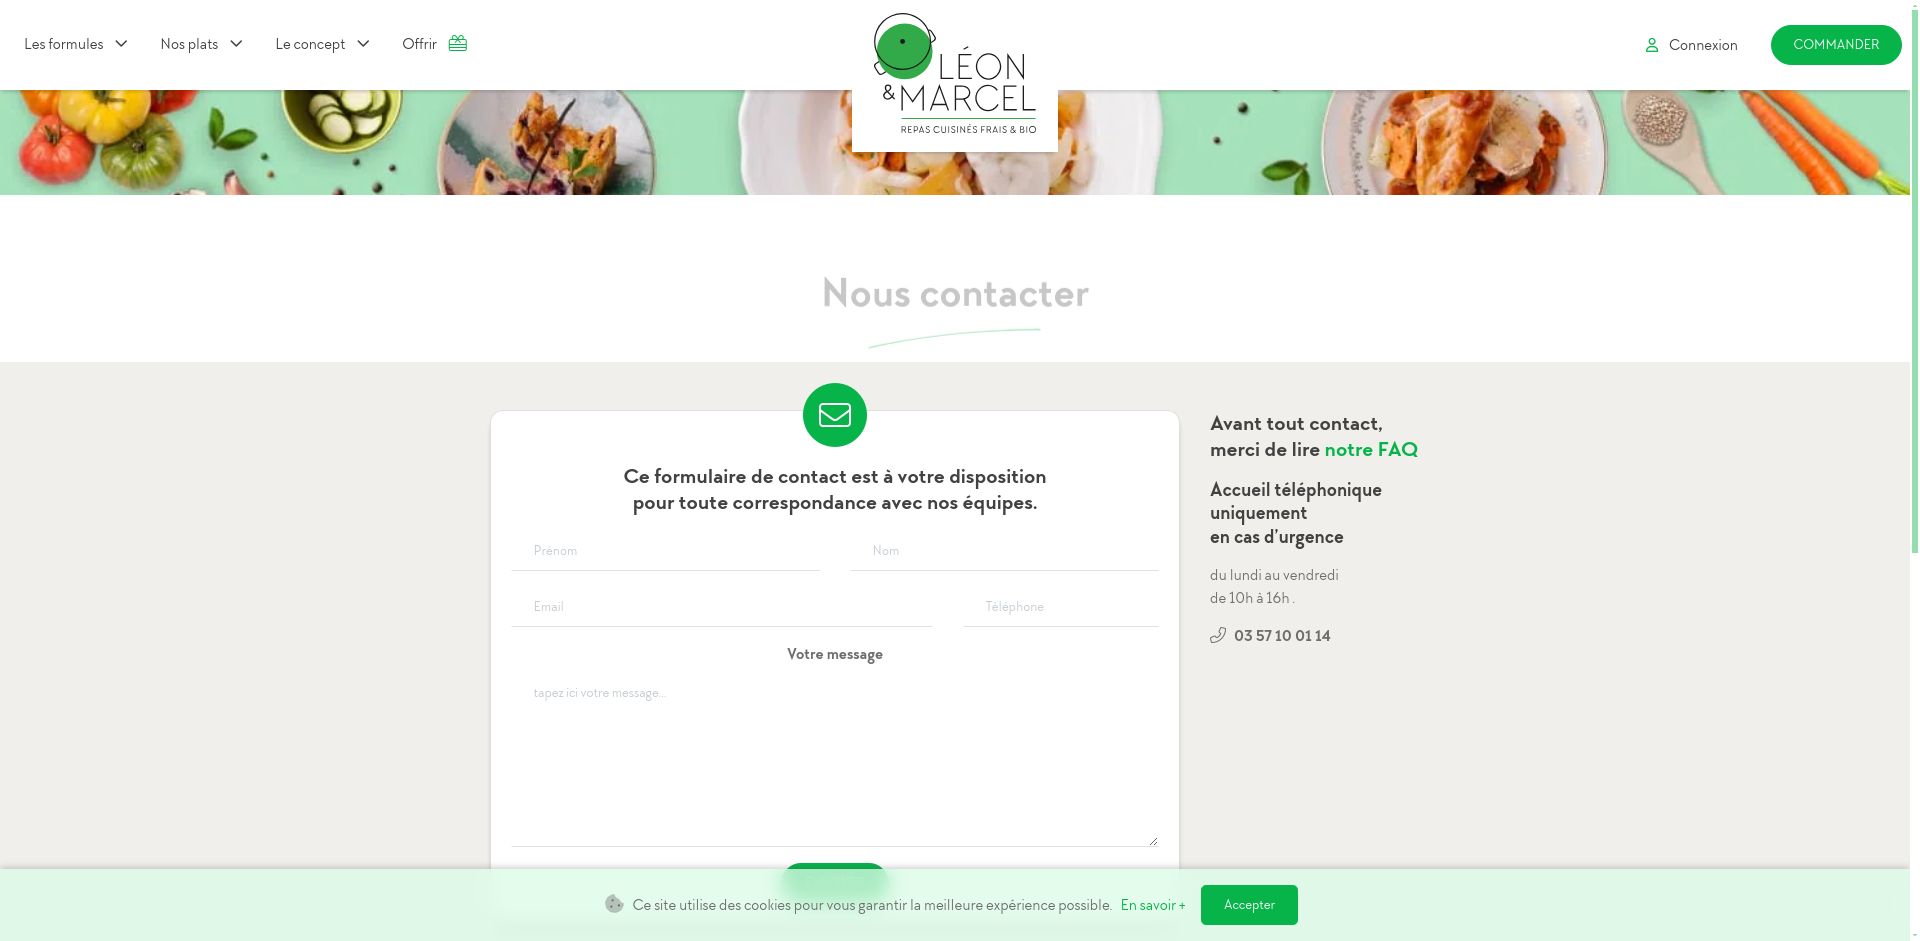 Les formules
Nos plats
Le concept
Offrir
LÉON
& MARCEL
REPAS CUISINÉS FRAIS & BIO
Connexion
COMMANDER
Nous contacter
Ce formulaire de contact est à votre disposition
pour toute correspondance avec nos équipes.
Prénom
Nom
Email
Téléphone
Votre message
tapez ici votre message...
Avant tout contact,
merci de lire notre FAQ
Accueil téléphonique
uniquement
en cas d’urgence
du lundi au vendredi
de 10h à 16h .
03 57 10 01 14
Ce site utilise des cookies pour vous garantir la meilleure expérience possible. En savoir +
Accepter